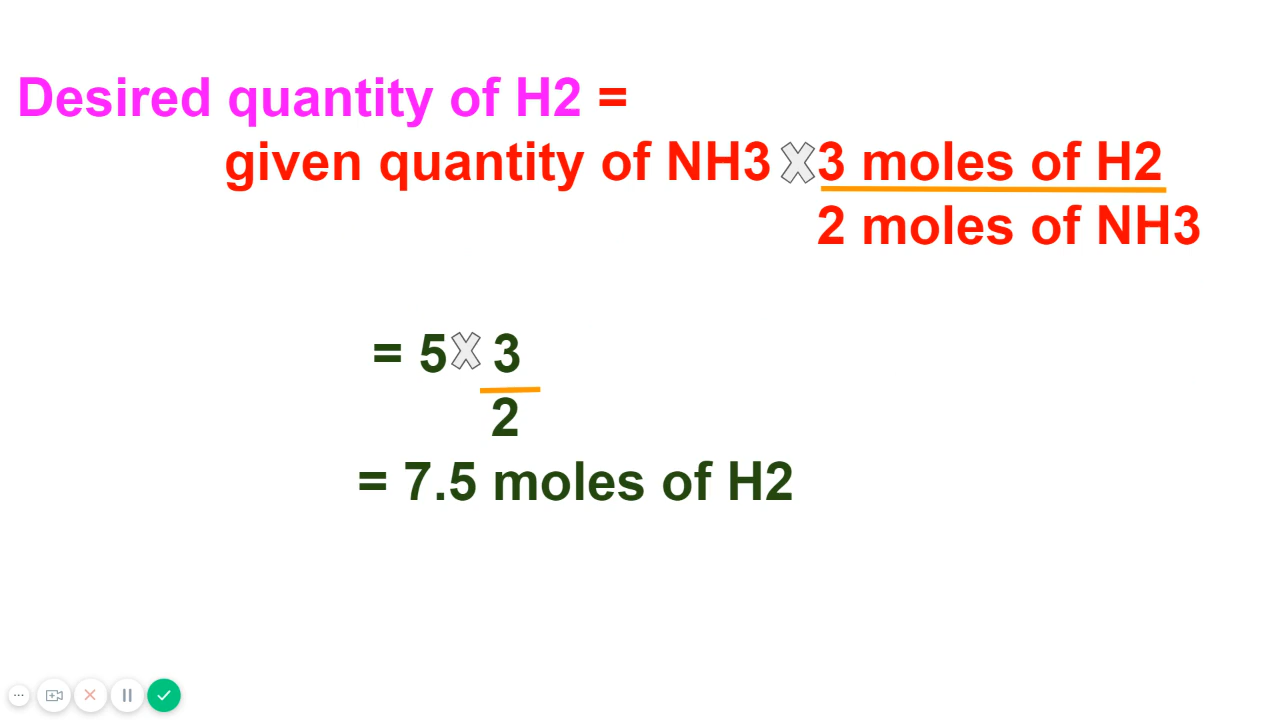 Desired quantity of H2 =
given quantity of NH3 X 3 moles of H2
2 moles of NH3
= 5 X 3
2
= 7.5 moles of H2